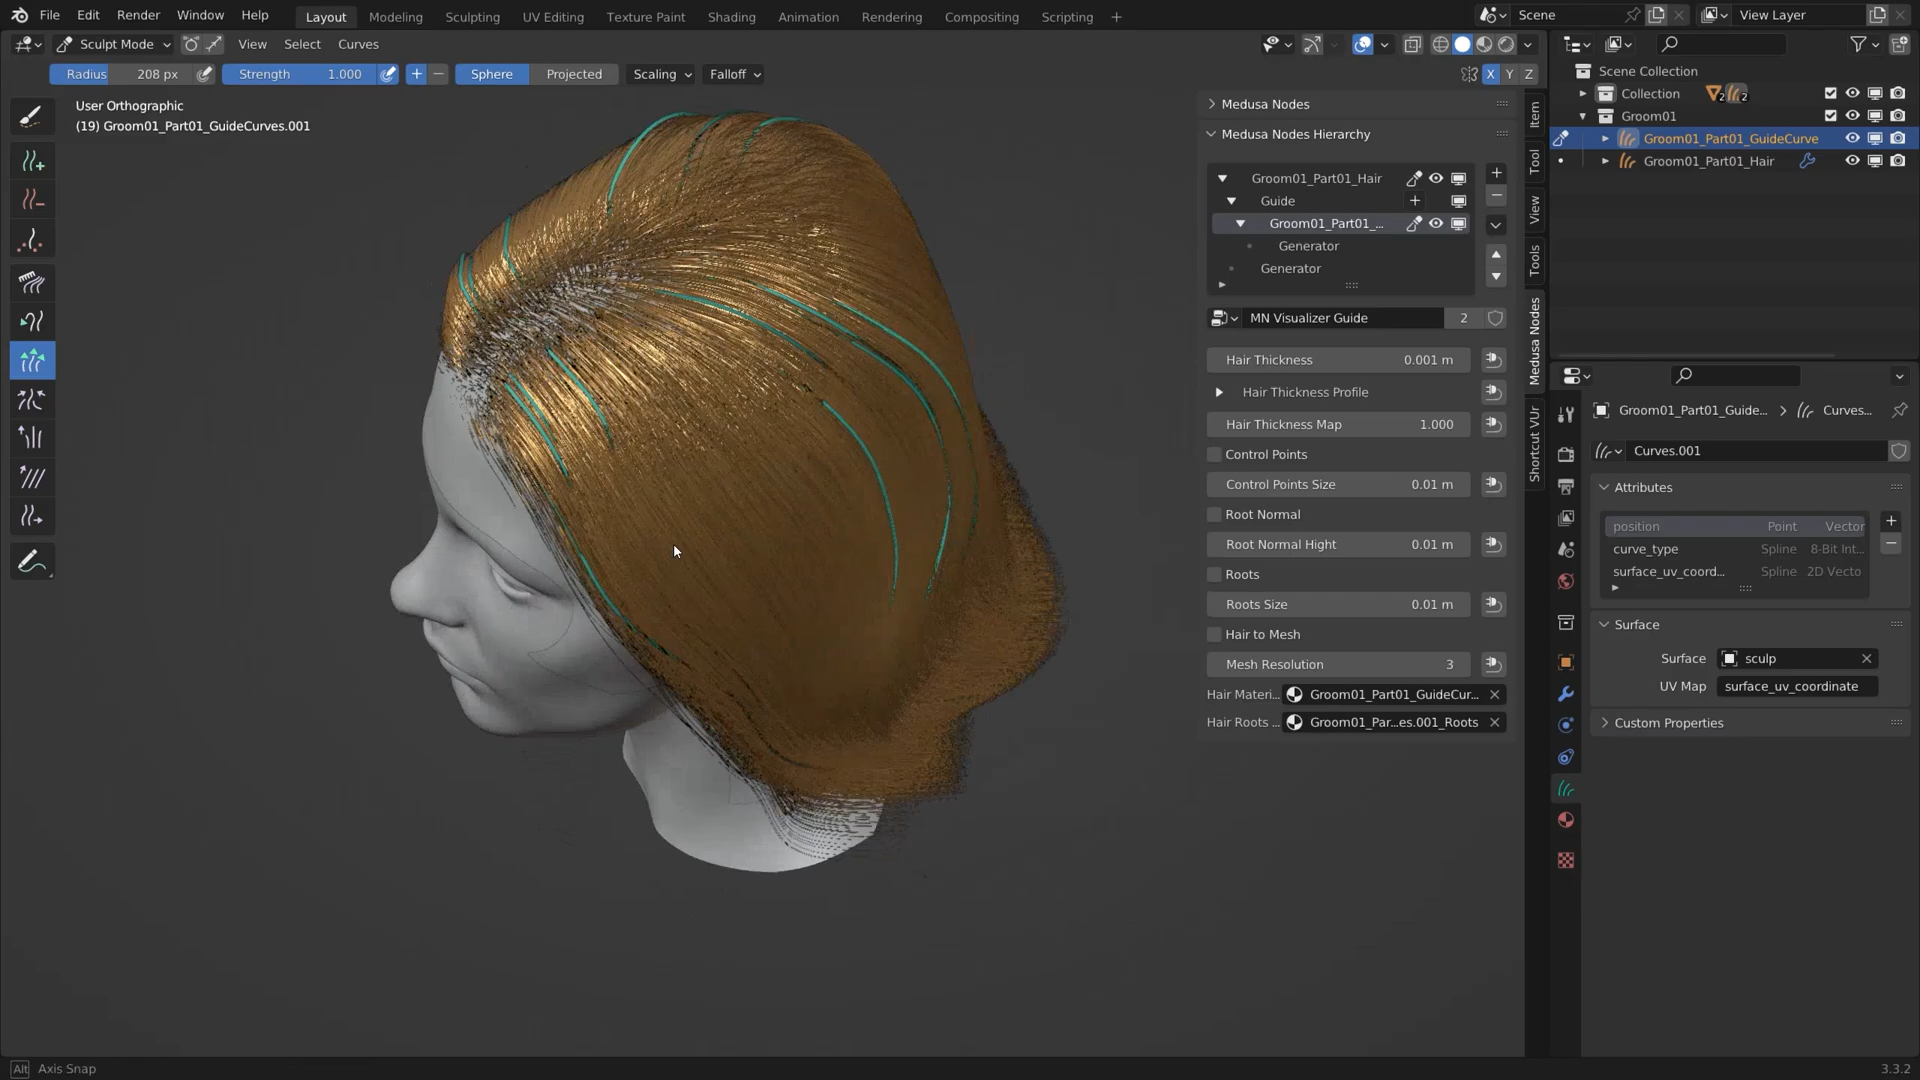 File Edit Render Window Help Layout Modeling Sculpting UV Editing Texture Paint Shading Animation Rendering Compositing Scripting + Scene View Layer
Sculpt Mode View Select Curves
Radius 208 px Strength 1.000 + − Sphere Projected Scaling Falloff X Y Z
User Orthographic
(19) Groom01_Part01_GuideCurves.001
Medusa Nodes
Medusa Nodes Hierarchy
Groom01_Part01_Hair
Guide
Groom01_Part01_...
Generator
Generator
MN Visualizer Guide 2
Hair Thickness 0.001 m
Hair Thickness Profile
Hair Thickness Map 1.000
Control Points
Control Points Size 0.01 m
Root Normal
Root Normal Hight 0.01 m
Roots
Roots Size 0.01 m
Hair to Mesh
Mesh Resolution 3
Hair Materi... Groom01_Part01_GuideCur...
Hair Roots ... Groom01_Par...es.001_Roots
Item
Tool
View
Tools
Medusa Nodes
Shortcut VUr
Scene Collection
Collection 2 2
Groom01
Groom01_Part01_GuideCurve
Groom01_Part01_Hair
Groom01_Part01_Guide... Curves...
Curves.001
Attributes
position Point Vector
curve_type Spline 8-Bit Int...
surface_uv_coord... Spline 2D Vecto
Surface
Surface sculp
UV Map surface_uv_coordinate
Custom Properties
Alt Axis Snap
3.3.2